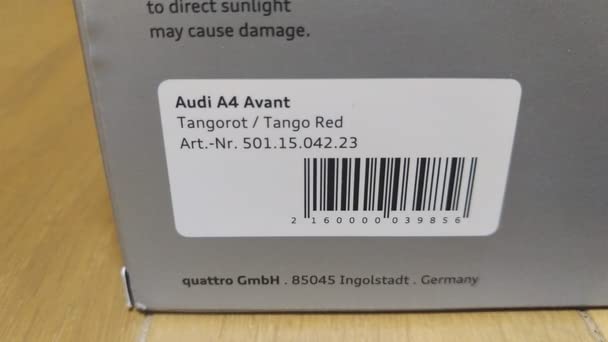 to direct sunlight
may cause damage.
Audi A4 Avant
Tangorot / Tango Red
Art.-Nr. 501.15.042.23
2 160000 039856
quattro GmbH . 85045 Ingolstadt . Germany